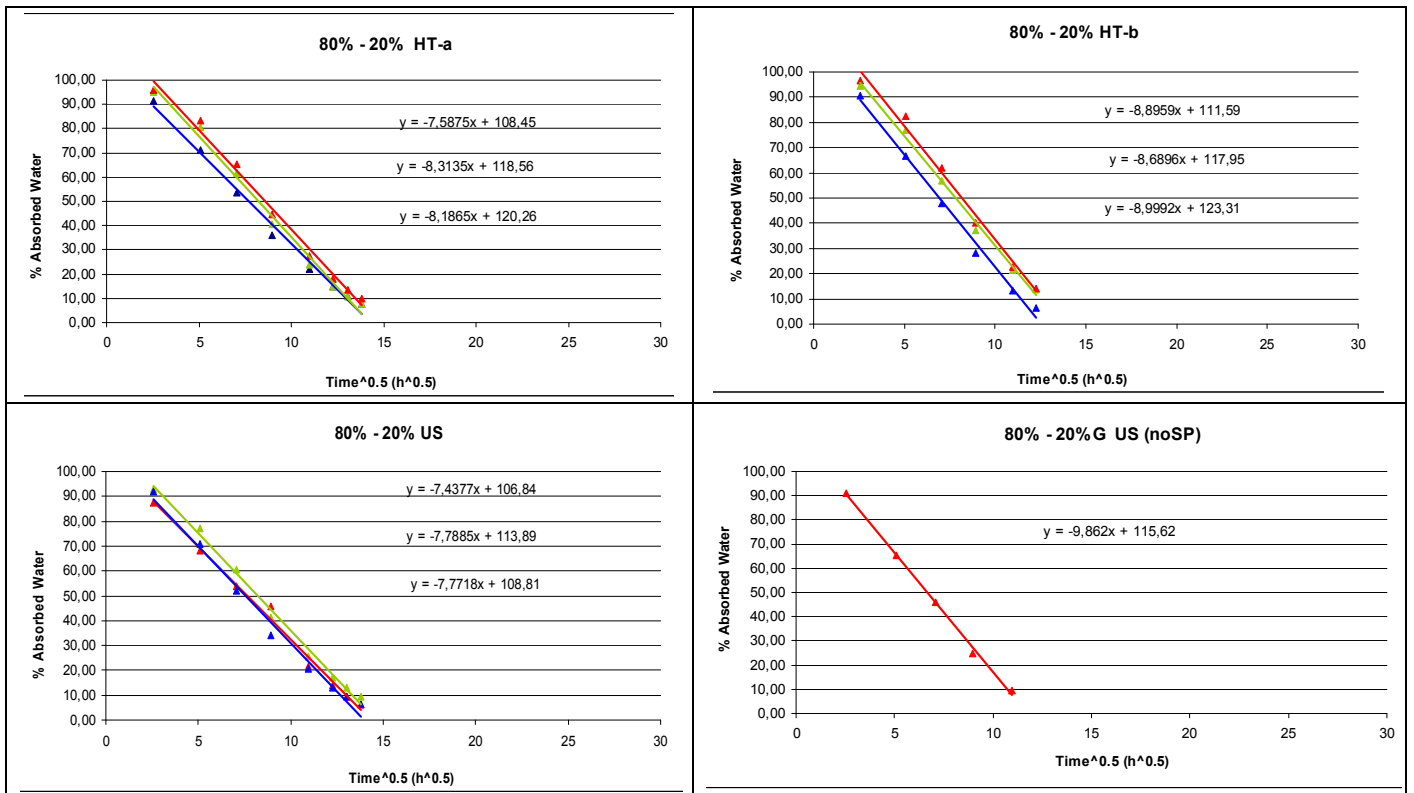 80% - 20% HT-a
% Absorbed Water
100,00
90,00
80,00
70,00
60,00
50,00
40,00
30,00
20,00
10,00
0,00
y = -7,5875x + 108,45
y = -8,3135x + 118,56
y = -8,1865x + 120,26
0 5 10 15 20 25 30
Time^0.5 (h^0.5)
80% - 20% HT-b
% Absorbed Water
100,00
90,00
80,00
70,00
60,00
50,00
40,00
30,00
20,00
10,00
0,00
y = -8,8959x + 111,59
y = -8,6896x + 117,95
y = -8,9992x + 123,31
0 5 10 15 20 25 30
Time^0.5 (h^0.5)
80% - 20% US
% Absorbed Water
100,00
90,00
80,00
70,00
60,00
50,00
40,00
30,00
20,00
10,00
0,00
y = -7,4377x + 106,84
y = -7,7885x + 113,89
y = -7,7718x + 108,81
0 5 10 15 20 25 30
Time^0.5 (h^0.5)
80% - 20%G US (noSP)
% Absorbed Water
100,00
90,00
80,00
70,00
60,00
50,00
40,00
30,00
20,00
10,00
0,00
y = -9,862x + 115,62
0 5 10 15 20 25 30
Time^0.5 (h^0.5)